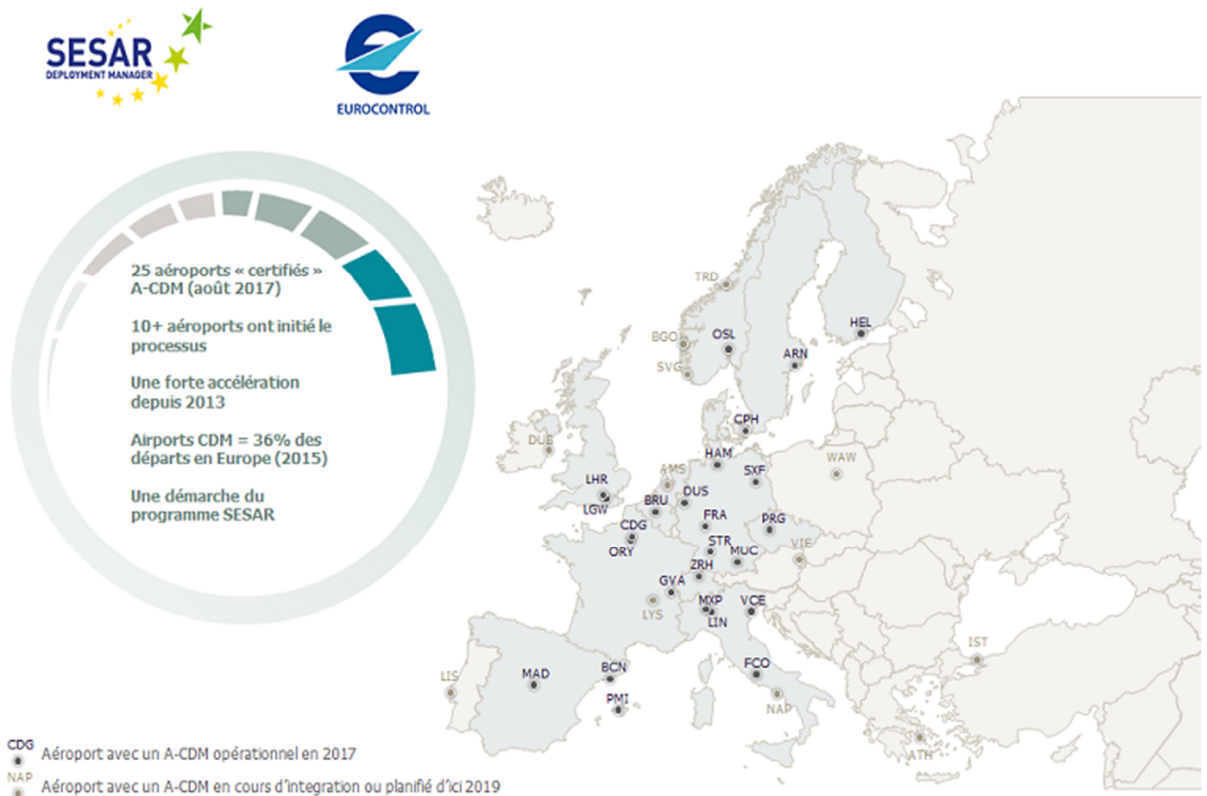 SESAR
DEPLOYMENT MANAGER
EUROCONTROL
25 aéroports « certifiés »
A-CDM (août 2017)
10+ aéroports ont initié le
processus
Une forte accélération
depuis 2013
Airports CDM = 36% des
départs en Europe (2015)
Une démarche du
programme SESAR
TRD
HEL
BGO
OSL
ARN
SVG
CPH
DUB
HAM
WAW
AMS
SXF
LHR
DUS
BRU
LGW
FRA
PRG
CDG
STR
VIE
ORY
MUC
ZRH
GVA
MXP
VCE
LYS
LIN
IST
FCO
BCN
MAD
LIS
PMI
NAP
ATH
CDG
Aéroport avec un A-CDM opérationnel en 2017
NAP
Aéroport avec un A-CDM en cours d'integration ou planifié d'ici 2019